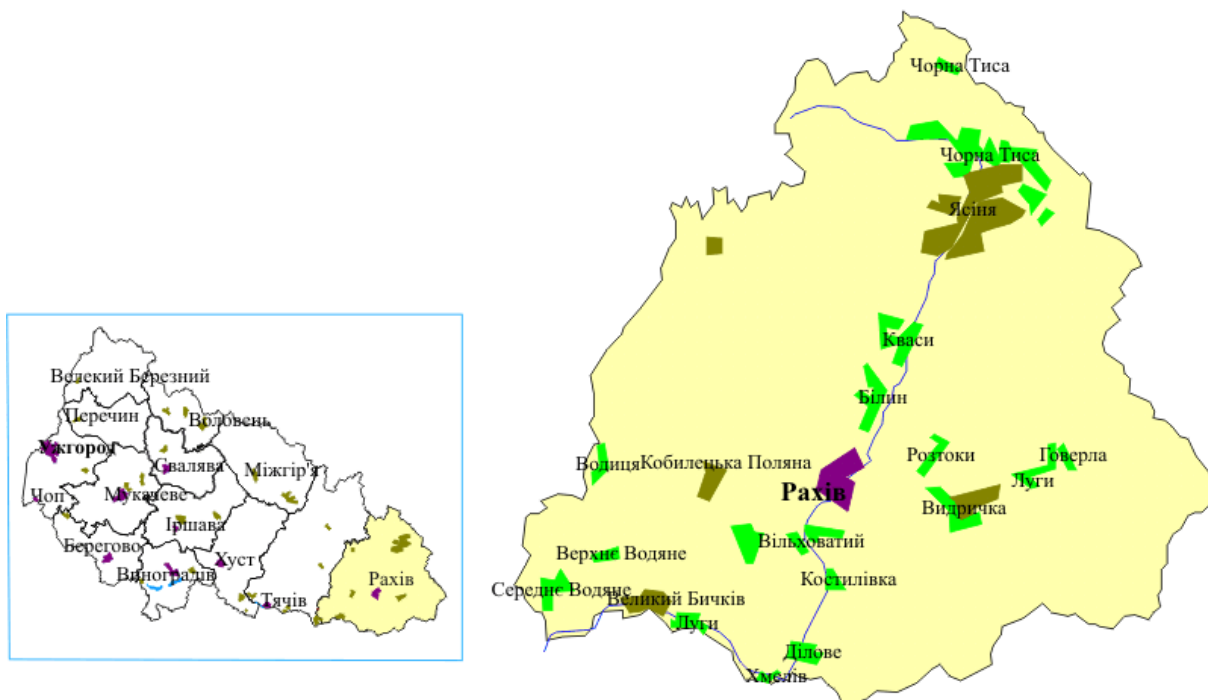 Велекий Березний
Перечин
Воловець
Ужгород
Свалява
Міжгір'я
Чоп
Мукачеве
Іршава
Берегово
Хуст
Виноградів
Рахів
Тячів
Чорна Тиса
Чорна Тиса
Ясіня
Кваси
Білин
Водиця
Кобилецька Поляна
Розтоки
Говерла
Луги
Рахів
Видричка
Вільховатий
Верхнє Водяне
Костилівка
Середнє Водяне
Великий Бичків
Луги
Ділове
Хмелів